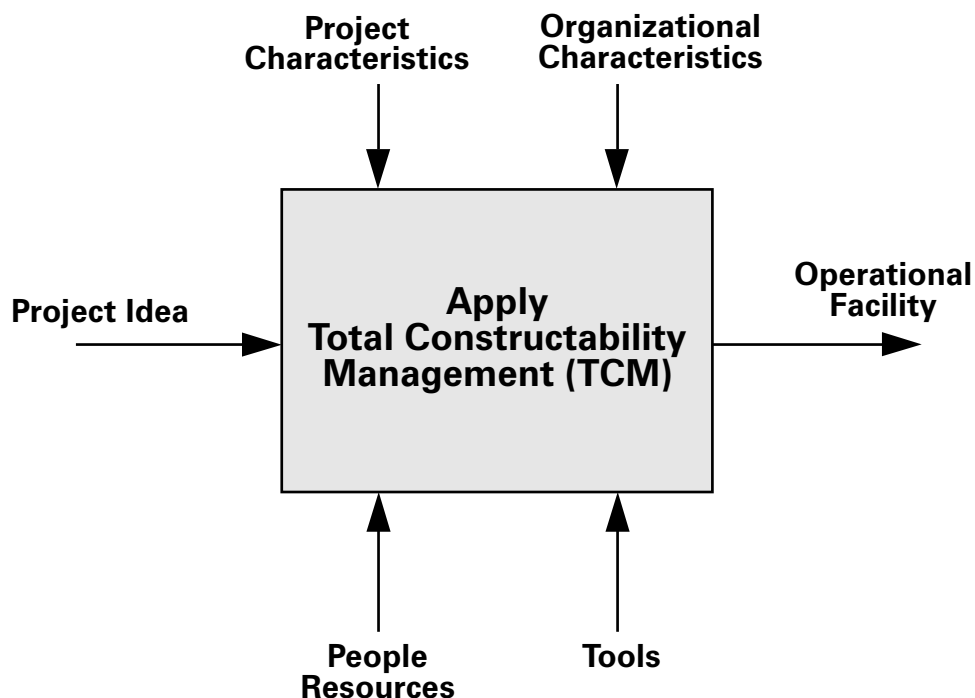 Project
Characteristics
Organizational
Characteristics
Project Idea
Apply
Total Constructability
Management (TCM)
Operational
Facility
People
Resources
Tools